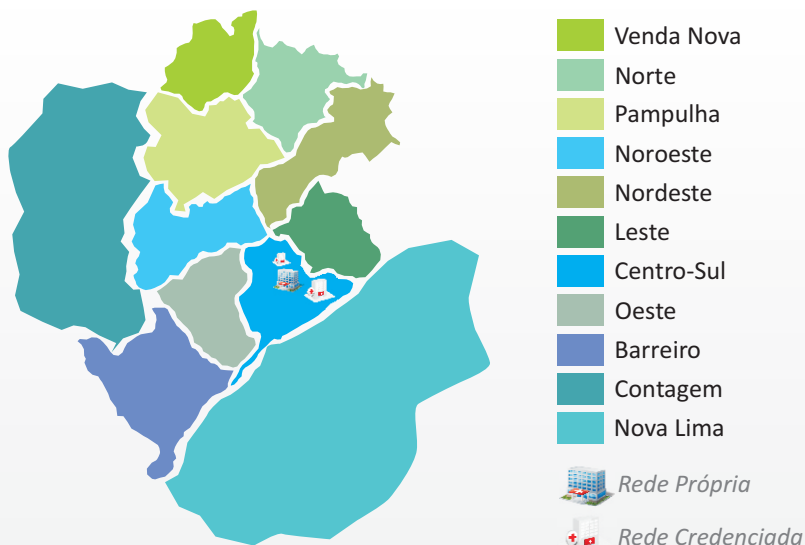 Venda Nova
Norte
Pampulha
Noroeste
Nordeste
Leste
Centro-Sul
Oeste
Barreiro
Contagem
Nova Lima
Rede Própria
Rede Credenciada